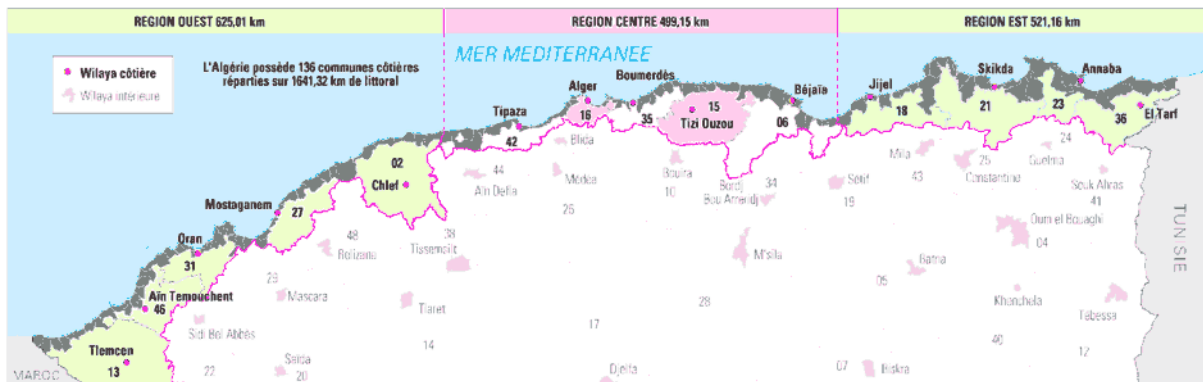 REGION OUEST 625,01 km
REGION CENTRE 499,15 km
REGION EST 521,16 km
MER MEDITERRANEE
Wilaya côtière
Wilaya intérieure
L'Algérie possède 136 communes côtières
réparties sur 1641,32 km de littoral
Alger
Boumerdès
Béjaïa
Jijel
Skikda
Annaba
El Tarf
Tipaza
16
35
15
Tizi Ouzou
06
18
21
23
36
42
02
Chlef
Mostaganem
27
Oran
31
Aïn Temouchent
46
Tlemcen
13
Blida
44
Aïn Defla
Médéa
26
Bouira
10
Bordj
Bou Arreridj
34
Sétif
19
Mila
43
25
Constantine
24
Guelma
Souk Ahras
41
48
Relizane
38
Tissemsilt
M'sila
Oum el Bouaghi
04
Batna
05
29
Mascara
Tiaret
28
Khenchela
Tébessa
Sidi Bel Abbès
14
17
40
12
22
Saïda
20
Djelfa
07
Biskra
MAROC
TUNISIE